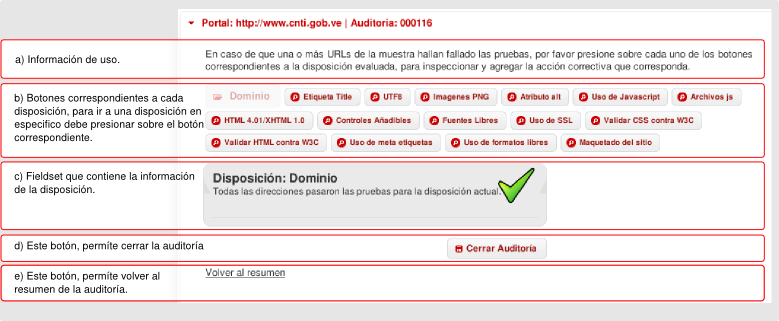 Portal: http://www.cnti.gob.ve | Auditoria: 000116
a) Información de uso.
En caso de que una o más URLs de la muestra hallan fallado las pruebas, por favor presione sobre cada uno de los botones
correspondientes a la disposición evaluada, para inspeccionar y agregar la acción correctiva que corresponda.
b) Botones correspondientes a cada
disposición, para ir a una disposición en
especifico debe presionar sobre el botón
correspondiente.
Dominio Etiqueta Title UTF8 Imagenes PNG Atributo alt Uso de Javascript Archivos js
HTML 4.01/XHTML 1.0 Controles Añadibles Fuentes Libres Uso de SSL Validar CSS contra W3C
Validar HTML contra W3C Uso de meta etiquetas Uso de formatos libres Maquetado del sitio
c) Fieldset que contiene la información
de la disposición.
Disposición: Dominio
Todas las direcciones pasaron las pruebas para la disposición actual.
d) Este botón, permíte cerrar la auditoría
Cerrar Auditoría
e) Este botón, permíte volver al
resumen de la auditoría.
Volver al resumen